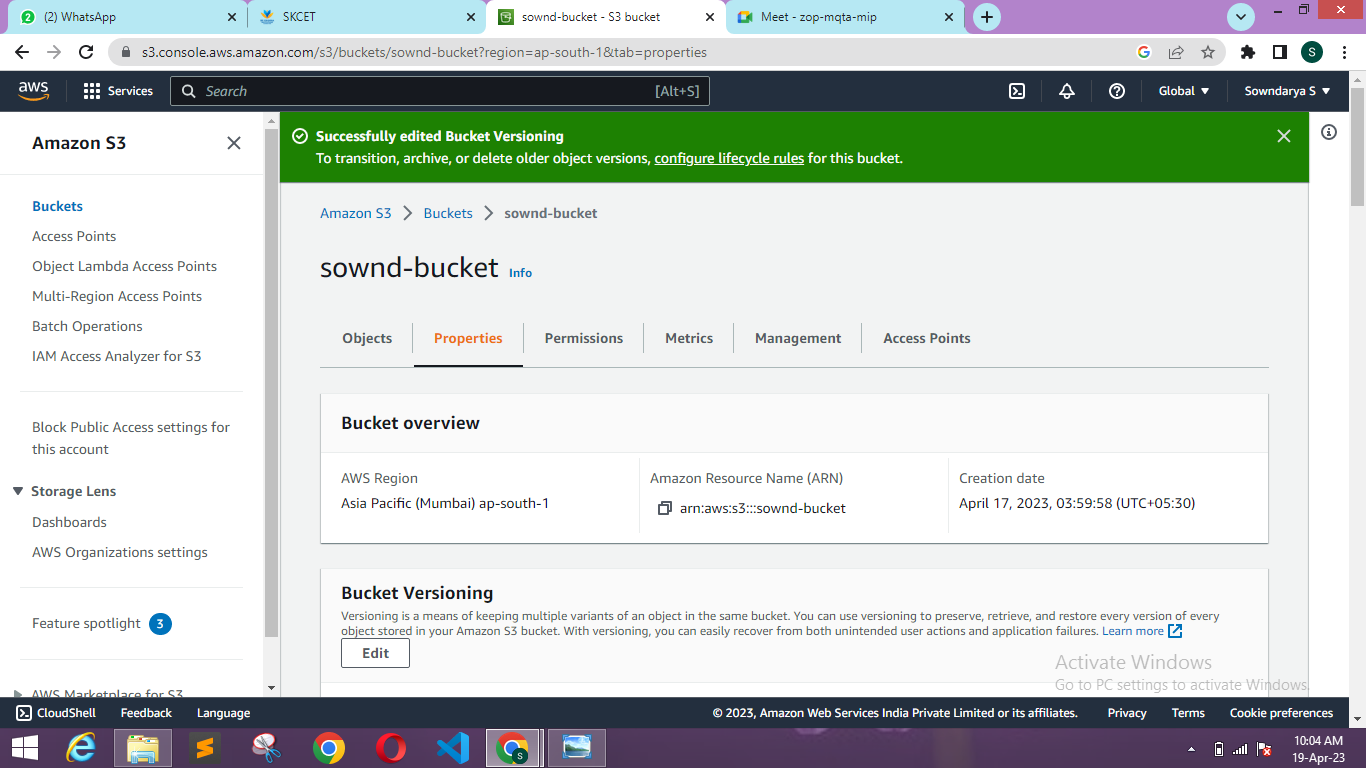 (2) WhatsApp
SKCET
sownd-bucket - S3 bucket
Meet - zop-mqta-mip
s3.console.aws.amazon.com/s3/buckets/sownd-bucket?region=ap-south-1&tab=properties
S
aws
Services
Search
[Alt+S]
Global
Sowndarya S
Amazon S3
Buckets
Access Points
Object Lambda Access Points
Multi-Region Access Points
Batch Operations
IAM Access Analyzer for S3
Block Public Access settings for
this account
Storage Lens
Dashboards
AWS Organizations settings
Feature spotlight 3
AWS Marketplace for S3
Successfully edited Bucket Versioning
To transition, archive, or delete older object versions, configure lifecycle rules for this bucket.
Amazon S3 > Buckets > sownd-bucket
sownd-bucket Info
Objects
Properties
Permissions
Metrics
Management
Access Points
Bucket overview
AWS Region
Asia Pacific (Mumbai) ap-south-1
Amazon Resource Name (ARN)
arn:aws:s3:::sownd-bucket
Creation date
April 17, 2023, 03:59:58 (UTC+05:30)
Bucket Versioning
Versioning is a means of keeping multiple variants of an object in the same bucket. You can use versioning to preserve, retrieve, and restore every version of every
object stored in your Amazon S3 bucket. With versioning, you can easily recover from both unintended user actions and application failures. Learn more
Edit
Activate Windows
Go to PC settings to activate Windows.
CloudShell
Feedback
Language
© 2023, Amazon Web Services India Private Limited or its affiliates.
Privacy
Terms
Cookie preferences
10:04 AM
19-Apr-23